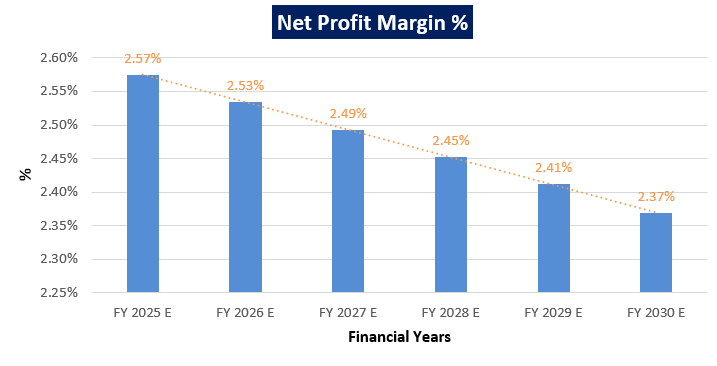 Net Profit Margin %
2.60%
2.55%
2.50%
2.45%
2.40%
2.35%
2.30%
2.25%
%
2.57%
2.53%
2.49%
2.45%
2.41%
2.37%
FY 2025 E
FY 2026 E
FY 2027 E
FY 2028 E
FY 2029 E
FY 2030 E
Financial Years